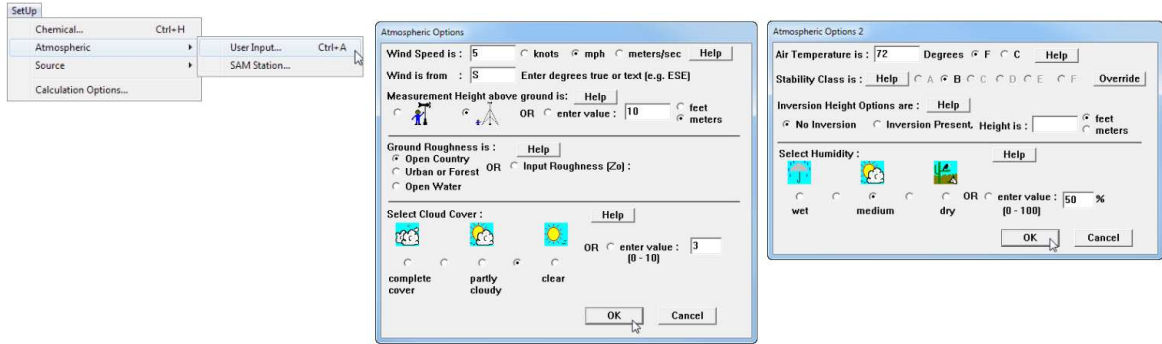 SetUp
Chemical... Ctrl+H
Atmospheric
Source
Calculation Options...
User Input... Ctrl+A
SAM Station...
Atmospheric Options
Wind Speed is : 5 knots mph meters/sec Help
Wind is from : S Enter degrees true or text (e.g. ESE)
Measurement Height above ground is: Help
OR enter value : 10 feet
meters
Ground Roughness is : Help
Open Country
Urban or Forest OR Input Roughness (Zo) :
Open Water
Select Cloud Cover : Help
OR enter value : 3
(0 - 10)
complete cover partly cloudy clear
OK Cancel
Atmospheric Options 2
Air Temperature is : 72 Degrees F C Help
Stability Class is : Help A B C D E F Override
Inversion Height Options are : Help
No Inversion Inversion Present, Height is : feet
meters
Select Humidity : Help
OR enter value : 50 %
wet medium dry (0 - 100)
OK Cancel